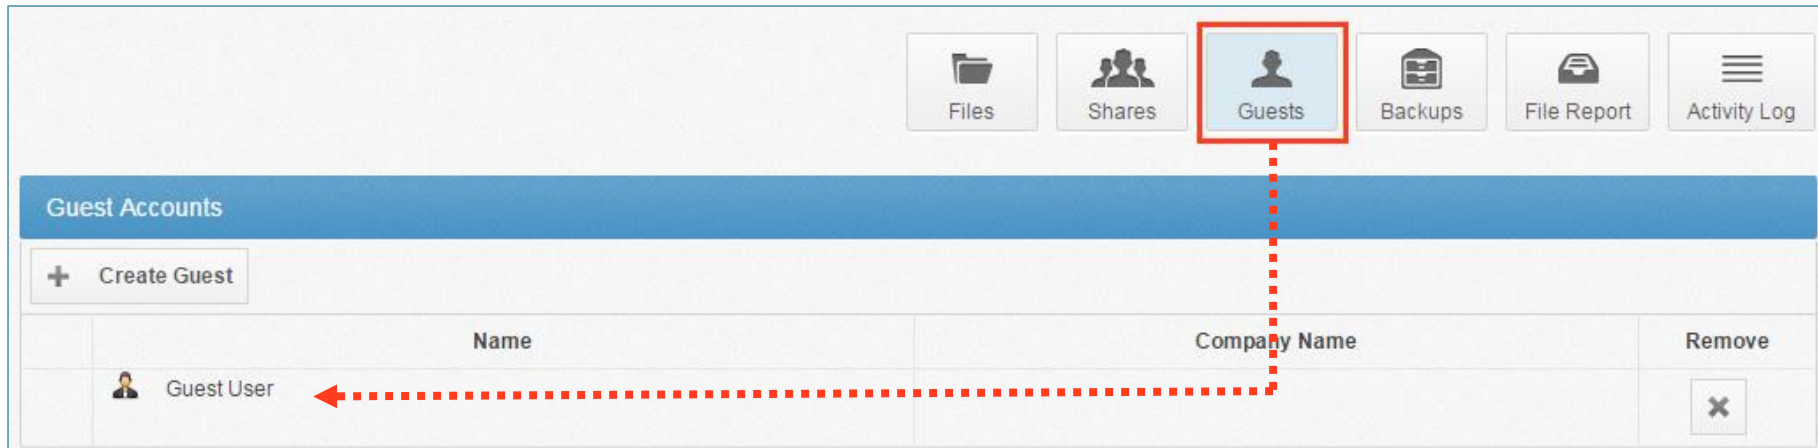 Files Shares Guests Backups File Report Activity Log
Guest Accounts
Create Guest
Name Company Name Remove
Guest User